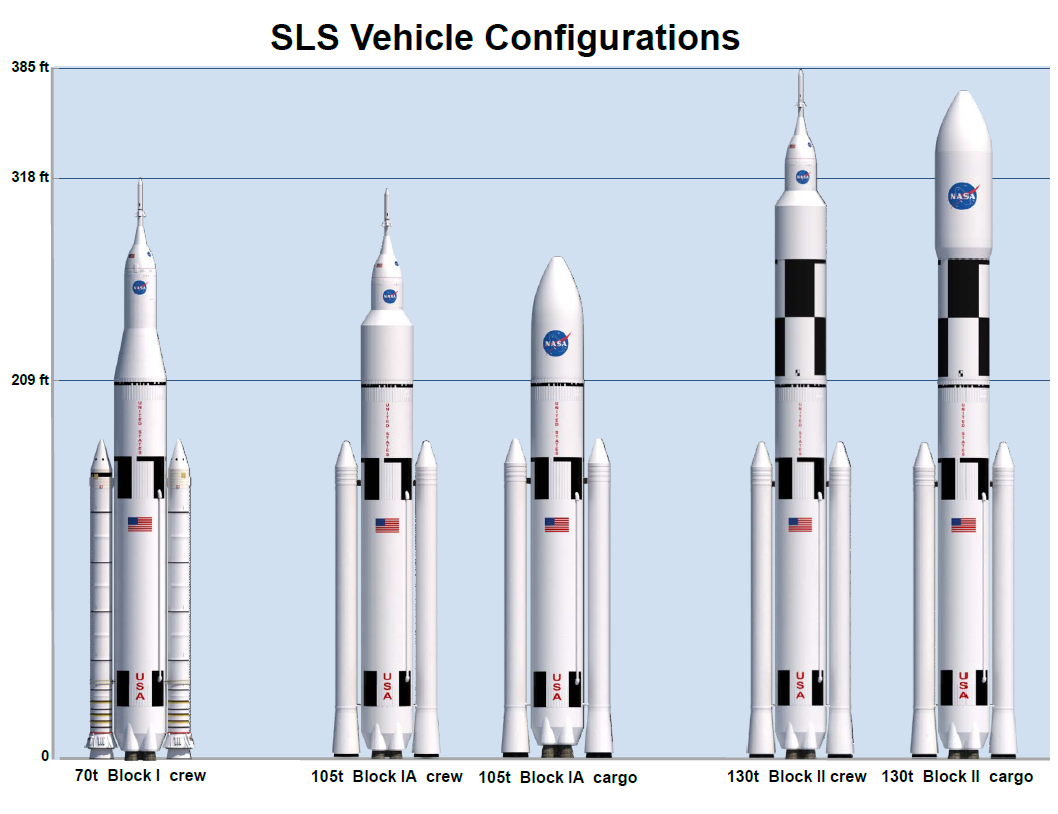 SLS Vehicle Configurations
385 ft
318 ft
209 ft
0
NASA
NASA
NASA
NASA
NASA
UNITED STATES
UNITED STATES
UNITED STATES
UNITED STATES
UNITED STATES
USA
USA
USA
USA
USA
70t Block I crew
105t Block IA crew
105t Block IA cargo
130t Block II crew
130t Block II cargo